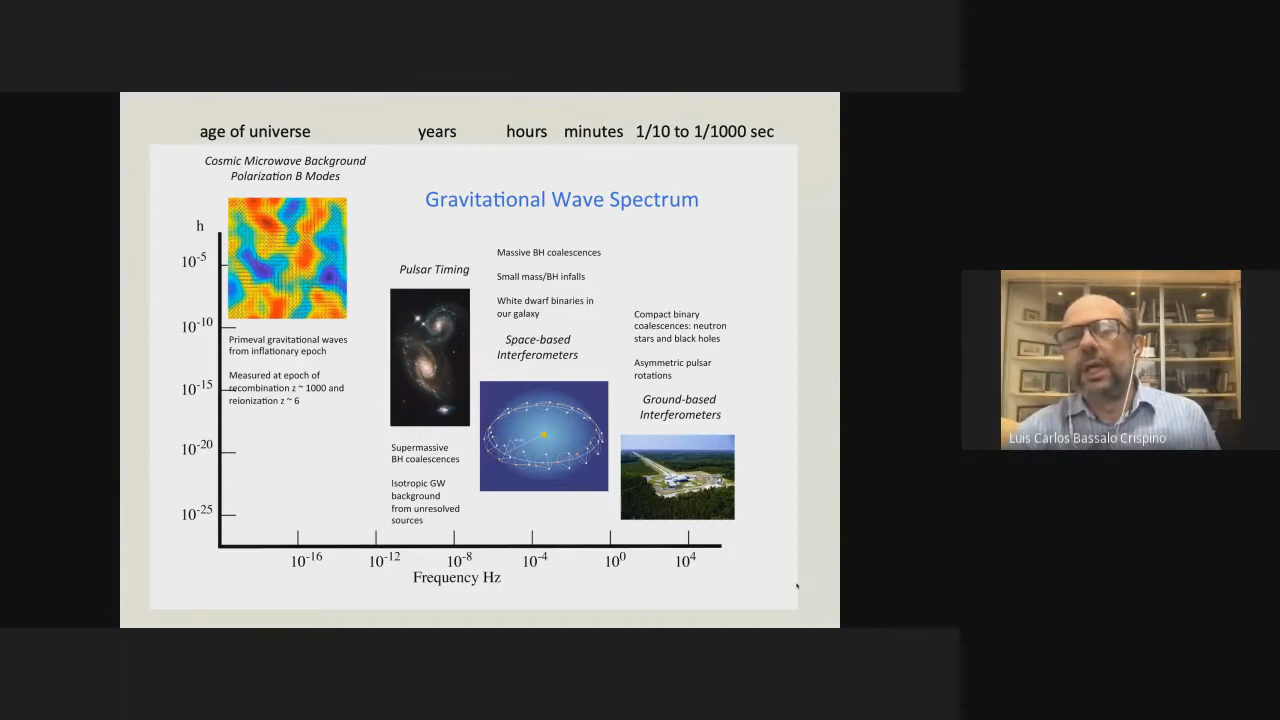 age of universe years hours minutes 1/10 to 1/1000 sec
Cosmic Microwave Background
Polarization B Modes
Gravitational Wave Spectrum
h
10-5
10-10
10-15
10-20
10-25
Primeval gravitational waves
from inflationary epoch
Measured at epoch of
recombination z ~ 1000 and
reionization z ~ 6
Pulsar Timing
Supermassive
BH coalescences
Isotropic GW
background
from unresolved
sources
Massive BH coalescences
Small mass/BH infalls
White dwarf binaries in
our galaxy
Space-based
Interferometers
Compact binary
coalescences: neutron
stars and black holes
Asymmetric pulsar
rotations
Ground-based
Interferometers
10-16 10-12 10-8 10-4 100 104
Frequency Hz
Luis Carlos Bassalo Crispino